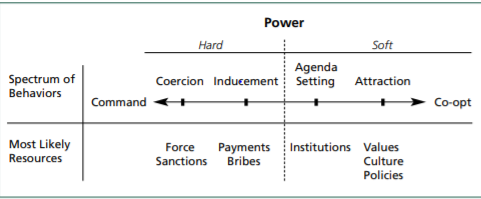 Power
Hard Soft
Spectrum of Behaviors
Coercion Inducement Agenda Setting Attraction
Command Co-opt
Most Likely Resources
Force Sanctions
Payments Bribes
Institutions
Values Culture Policies